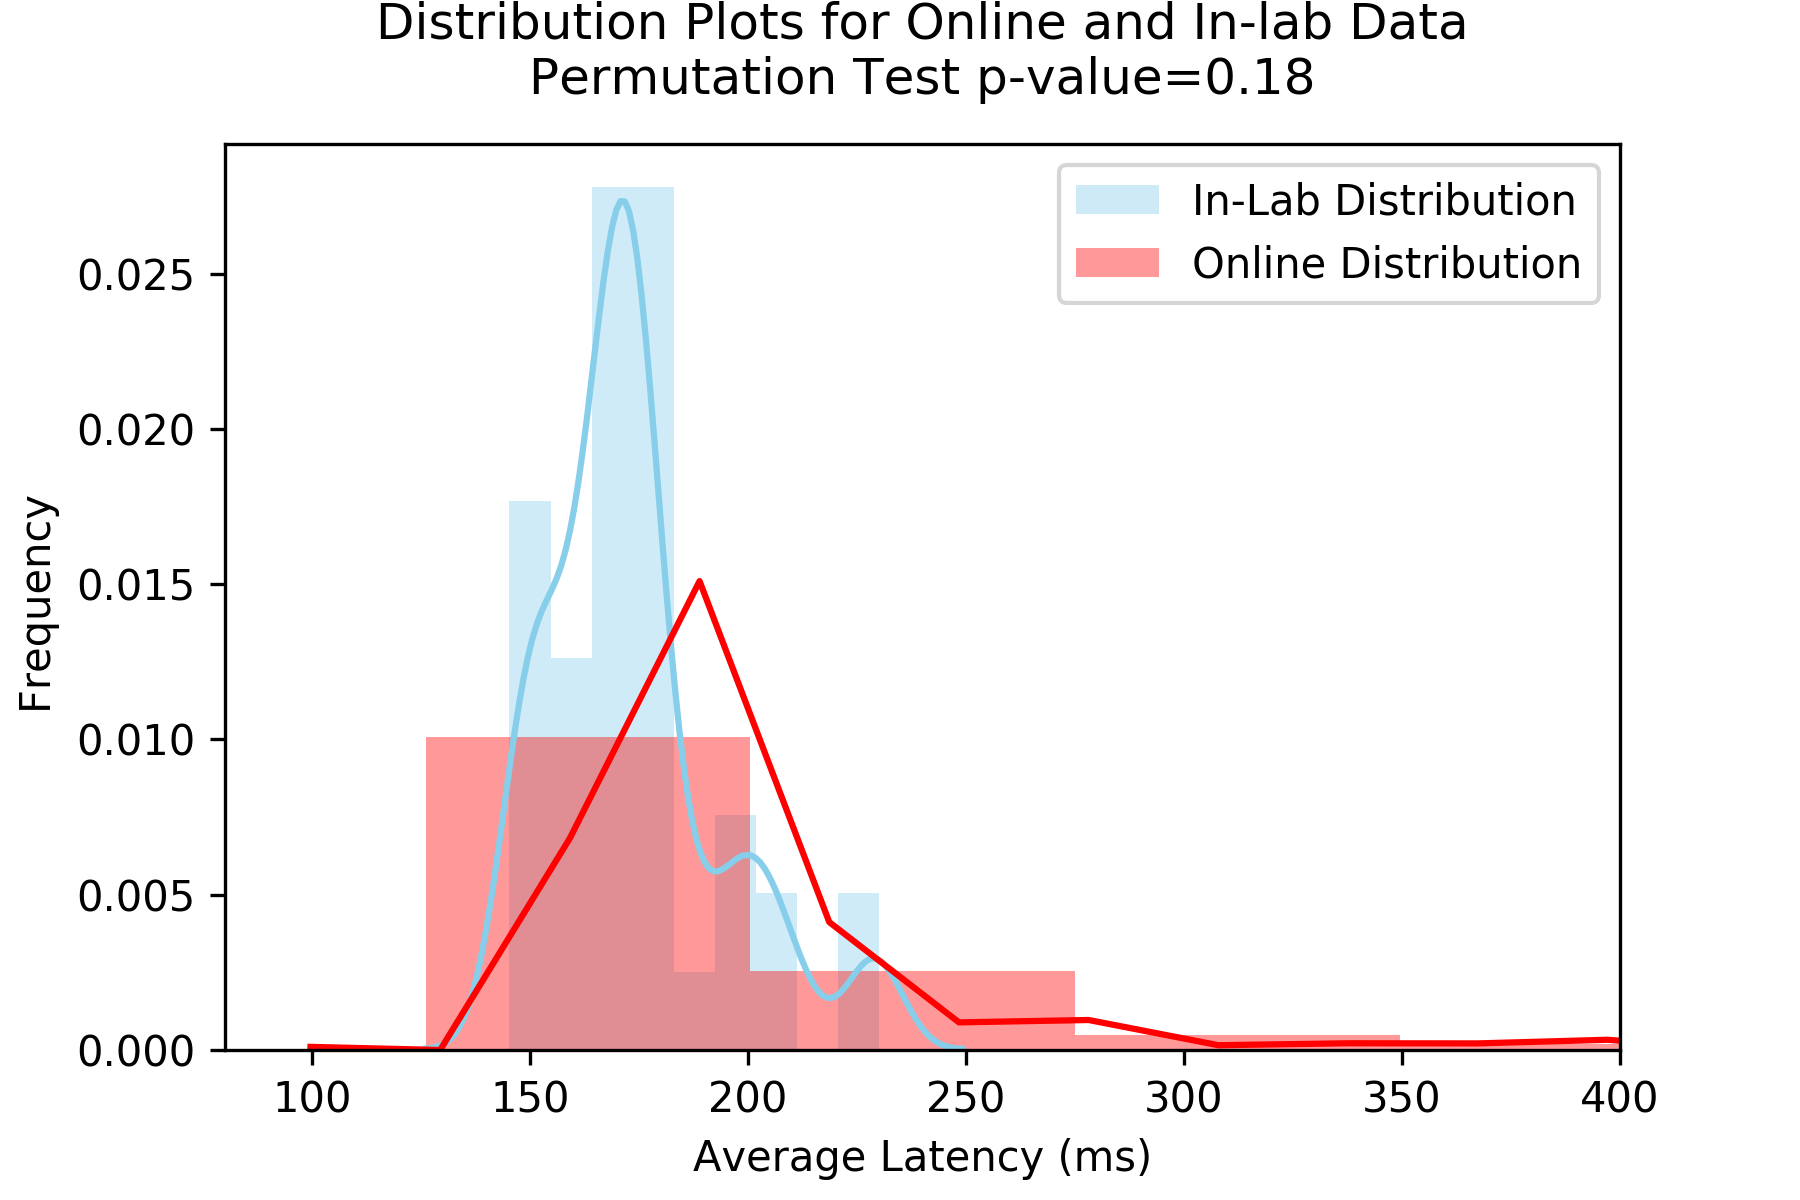 Distribution Plots for Online and In-lab Data
Permutation Test p-value=0.18
In-Lab Distribution
Online Distribution
0.025
0.020
0.015
0.010
0.005
0.000
Frequency
100 150 200 250 300 350 400
Average Latency (ms)